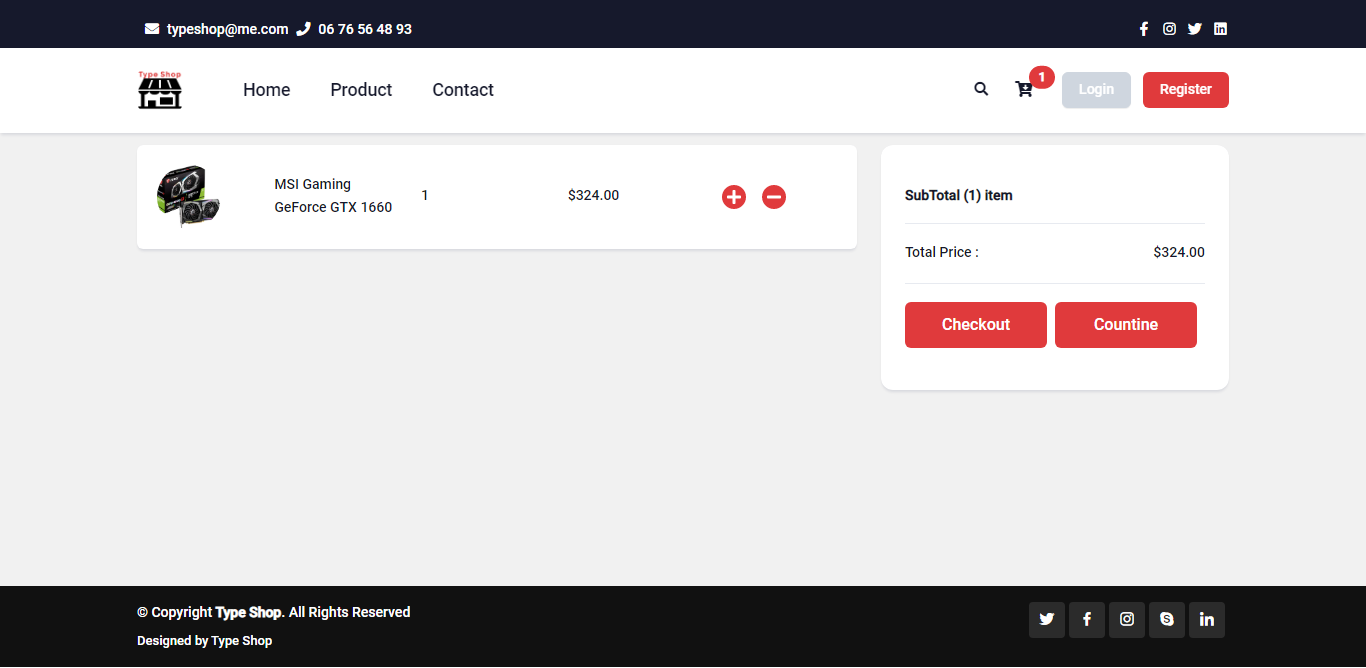 typeshop@me.com 06 76 56 48 93
Type Shop
Home Product Contact
1
Login Register
MSI Gaming
GeForce GTX 1660
1
$324.00
SubTotal (1) item
Total Price : $324.00
Checkout Countine
© Copyright Type Shop. All Rights Reserved
Designed by Type Shop